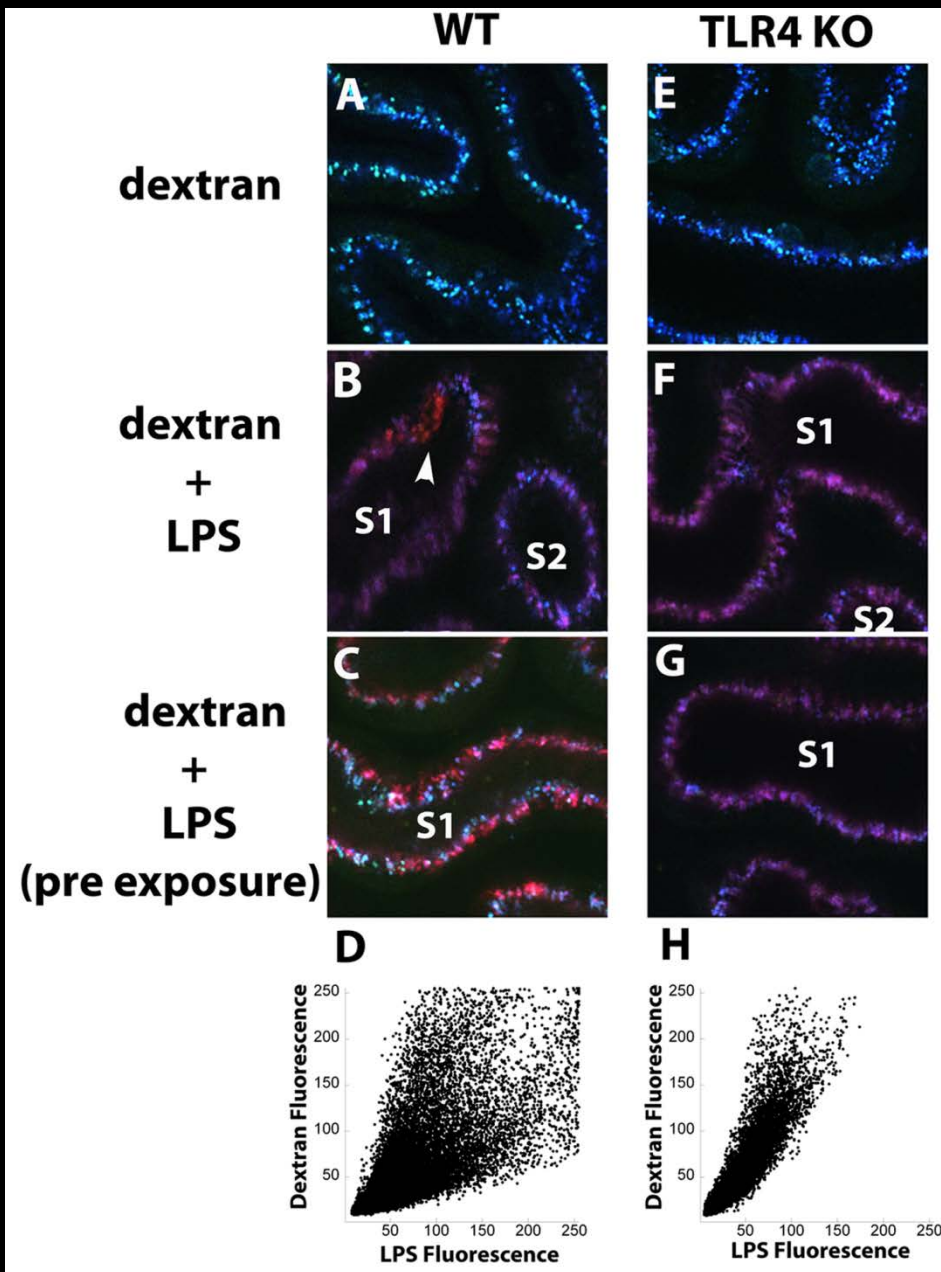 WT TLR4 KO
dextran
A E
dextran
+
LPS
B F
S1 S2 S1 S2
dextran
+
LPS
(pre exposure)
C G
S1 S1
D H
Dextran Fluorescence
250
200
150
100
50
50 100 150 200 250
LPS Fluorescence
Dextran Fluorescence
250
200
150
100
50
50 100 150 200 250
LPS Fluorescence